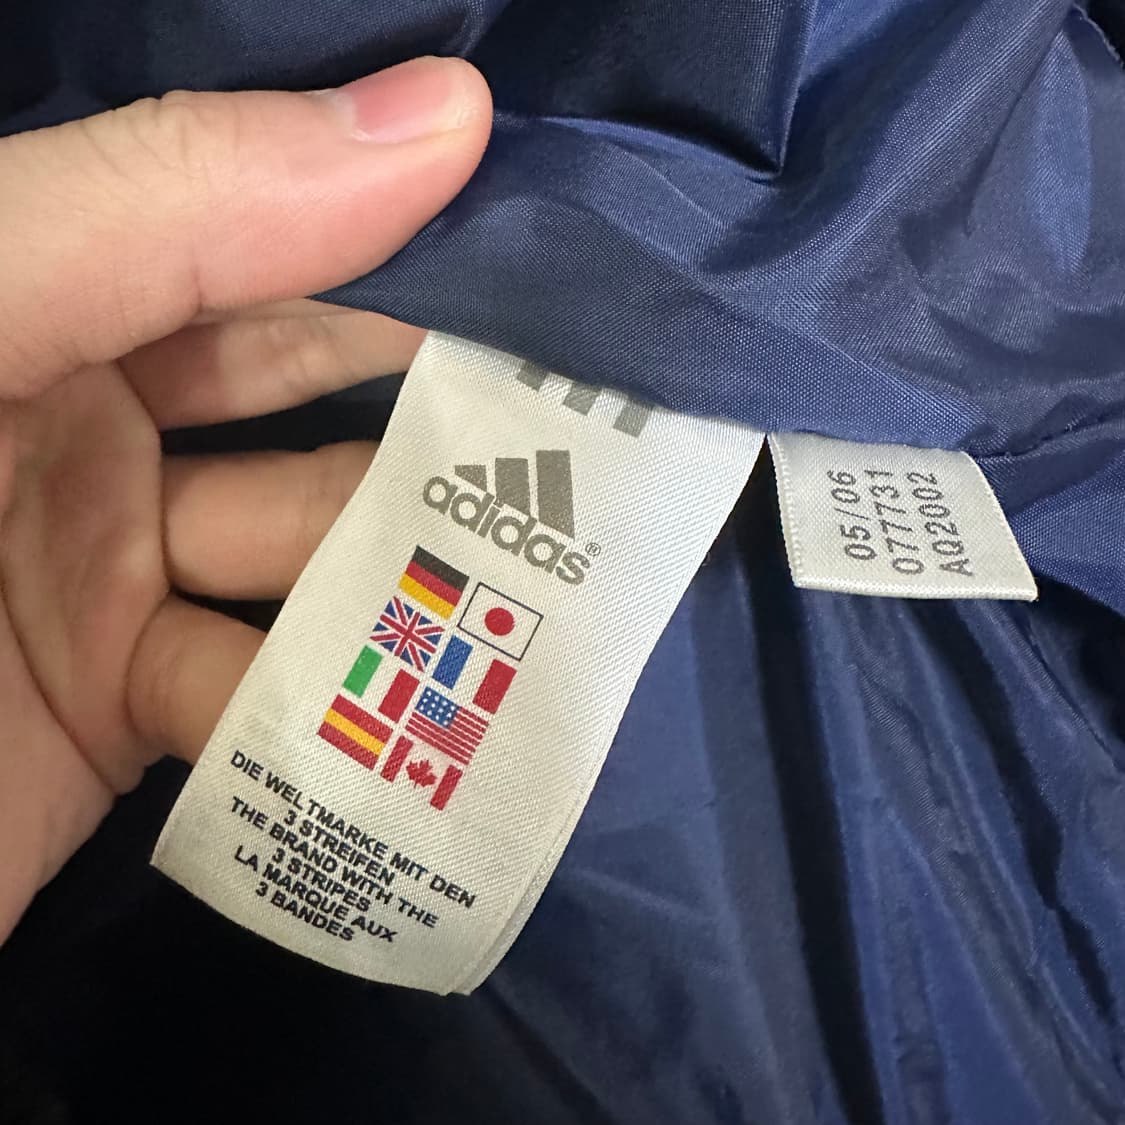 adidas®
DIE WELTMARKE MIT DEN
3 STREIFEN
THE BRAND WITH THE
3 STRIPES
LA MARQUE AUX
3 BANDES
05/06
077731
AQ2002